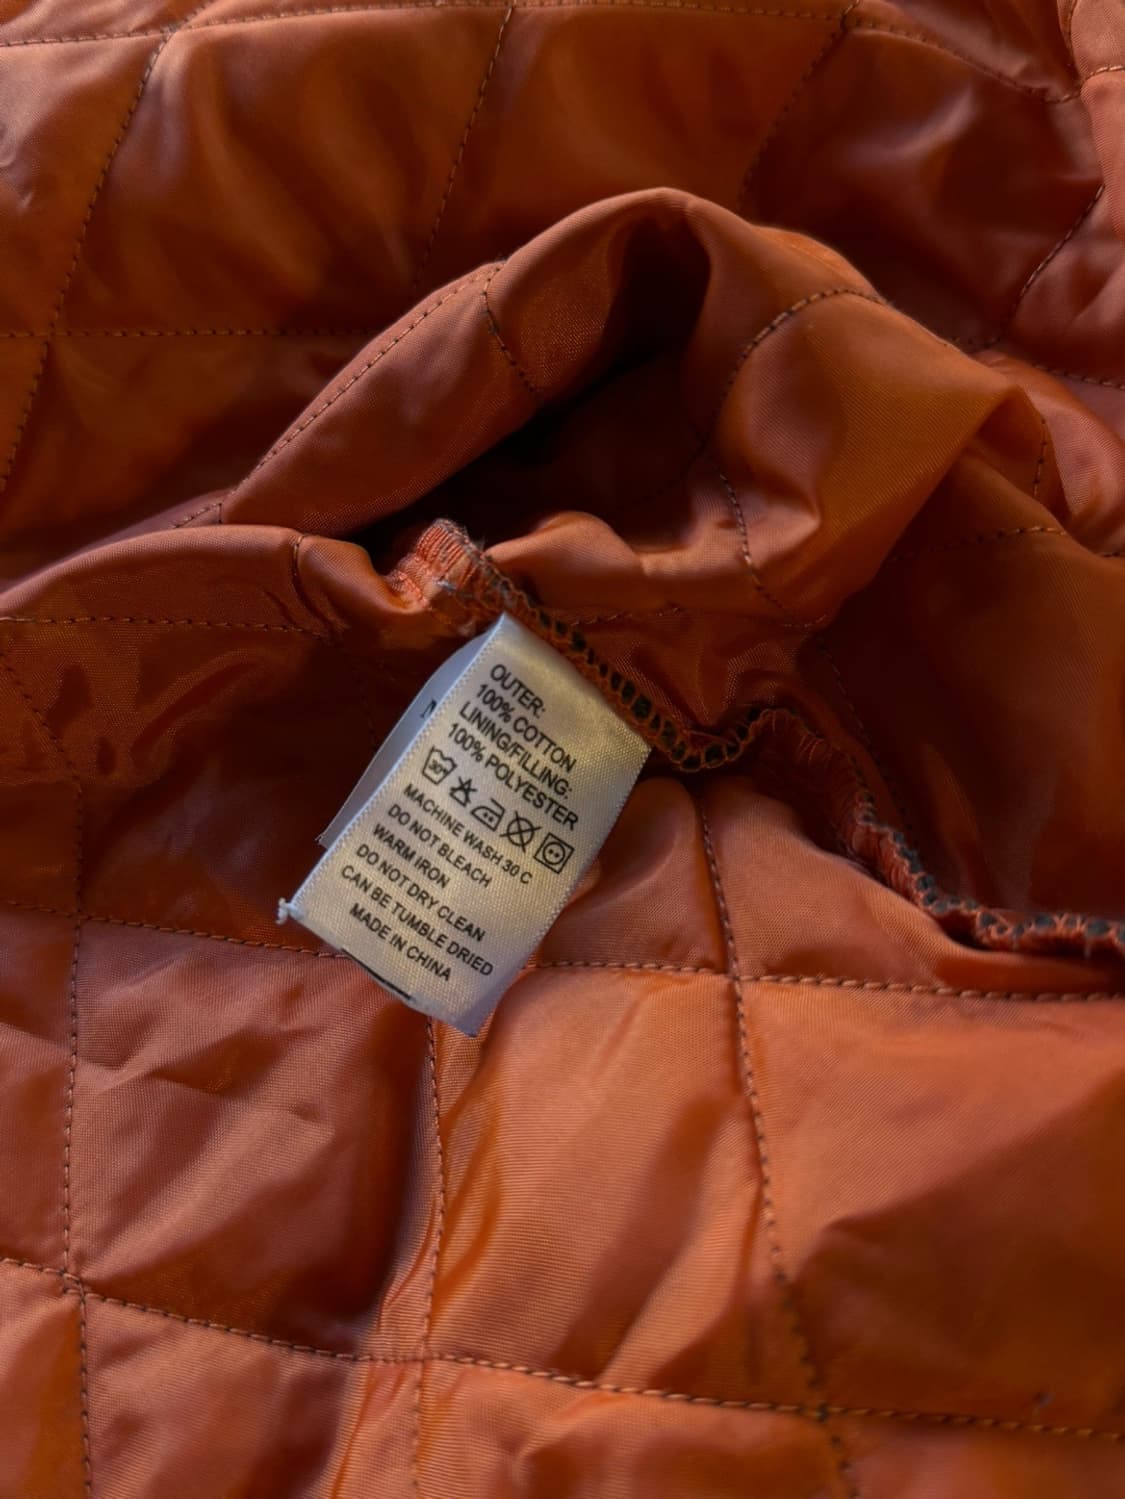 OUTER:
100% COTTON
LINING/FILLING:
100% POLYESTER
30°
MACHINE WASH 30 C
DO NOT BLEACH
WARM IRON
DO NOT DRY CLEAN
CAN BE TUMBLE DRIED
MADE IN CHINA